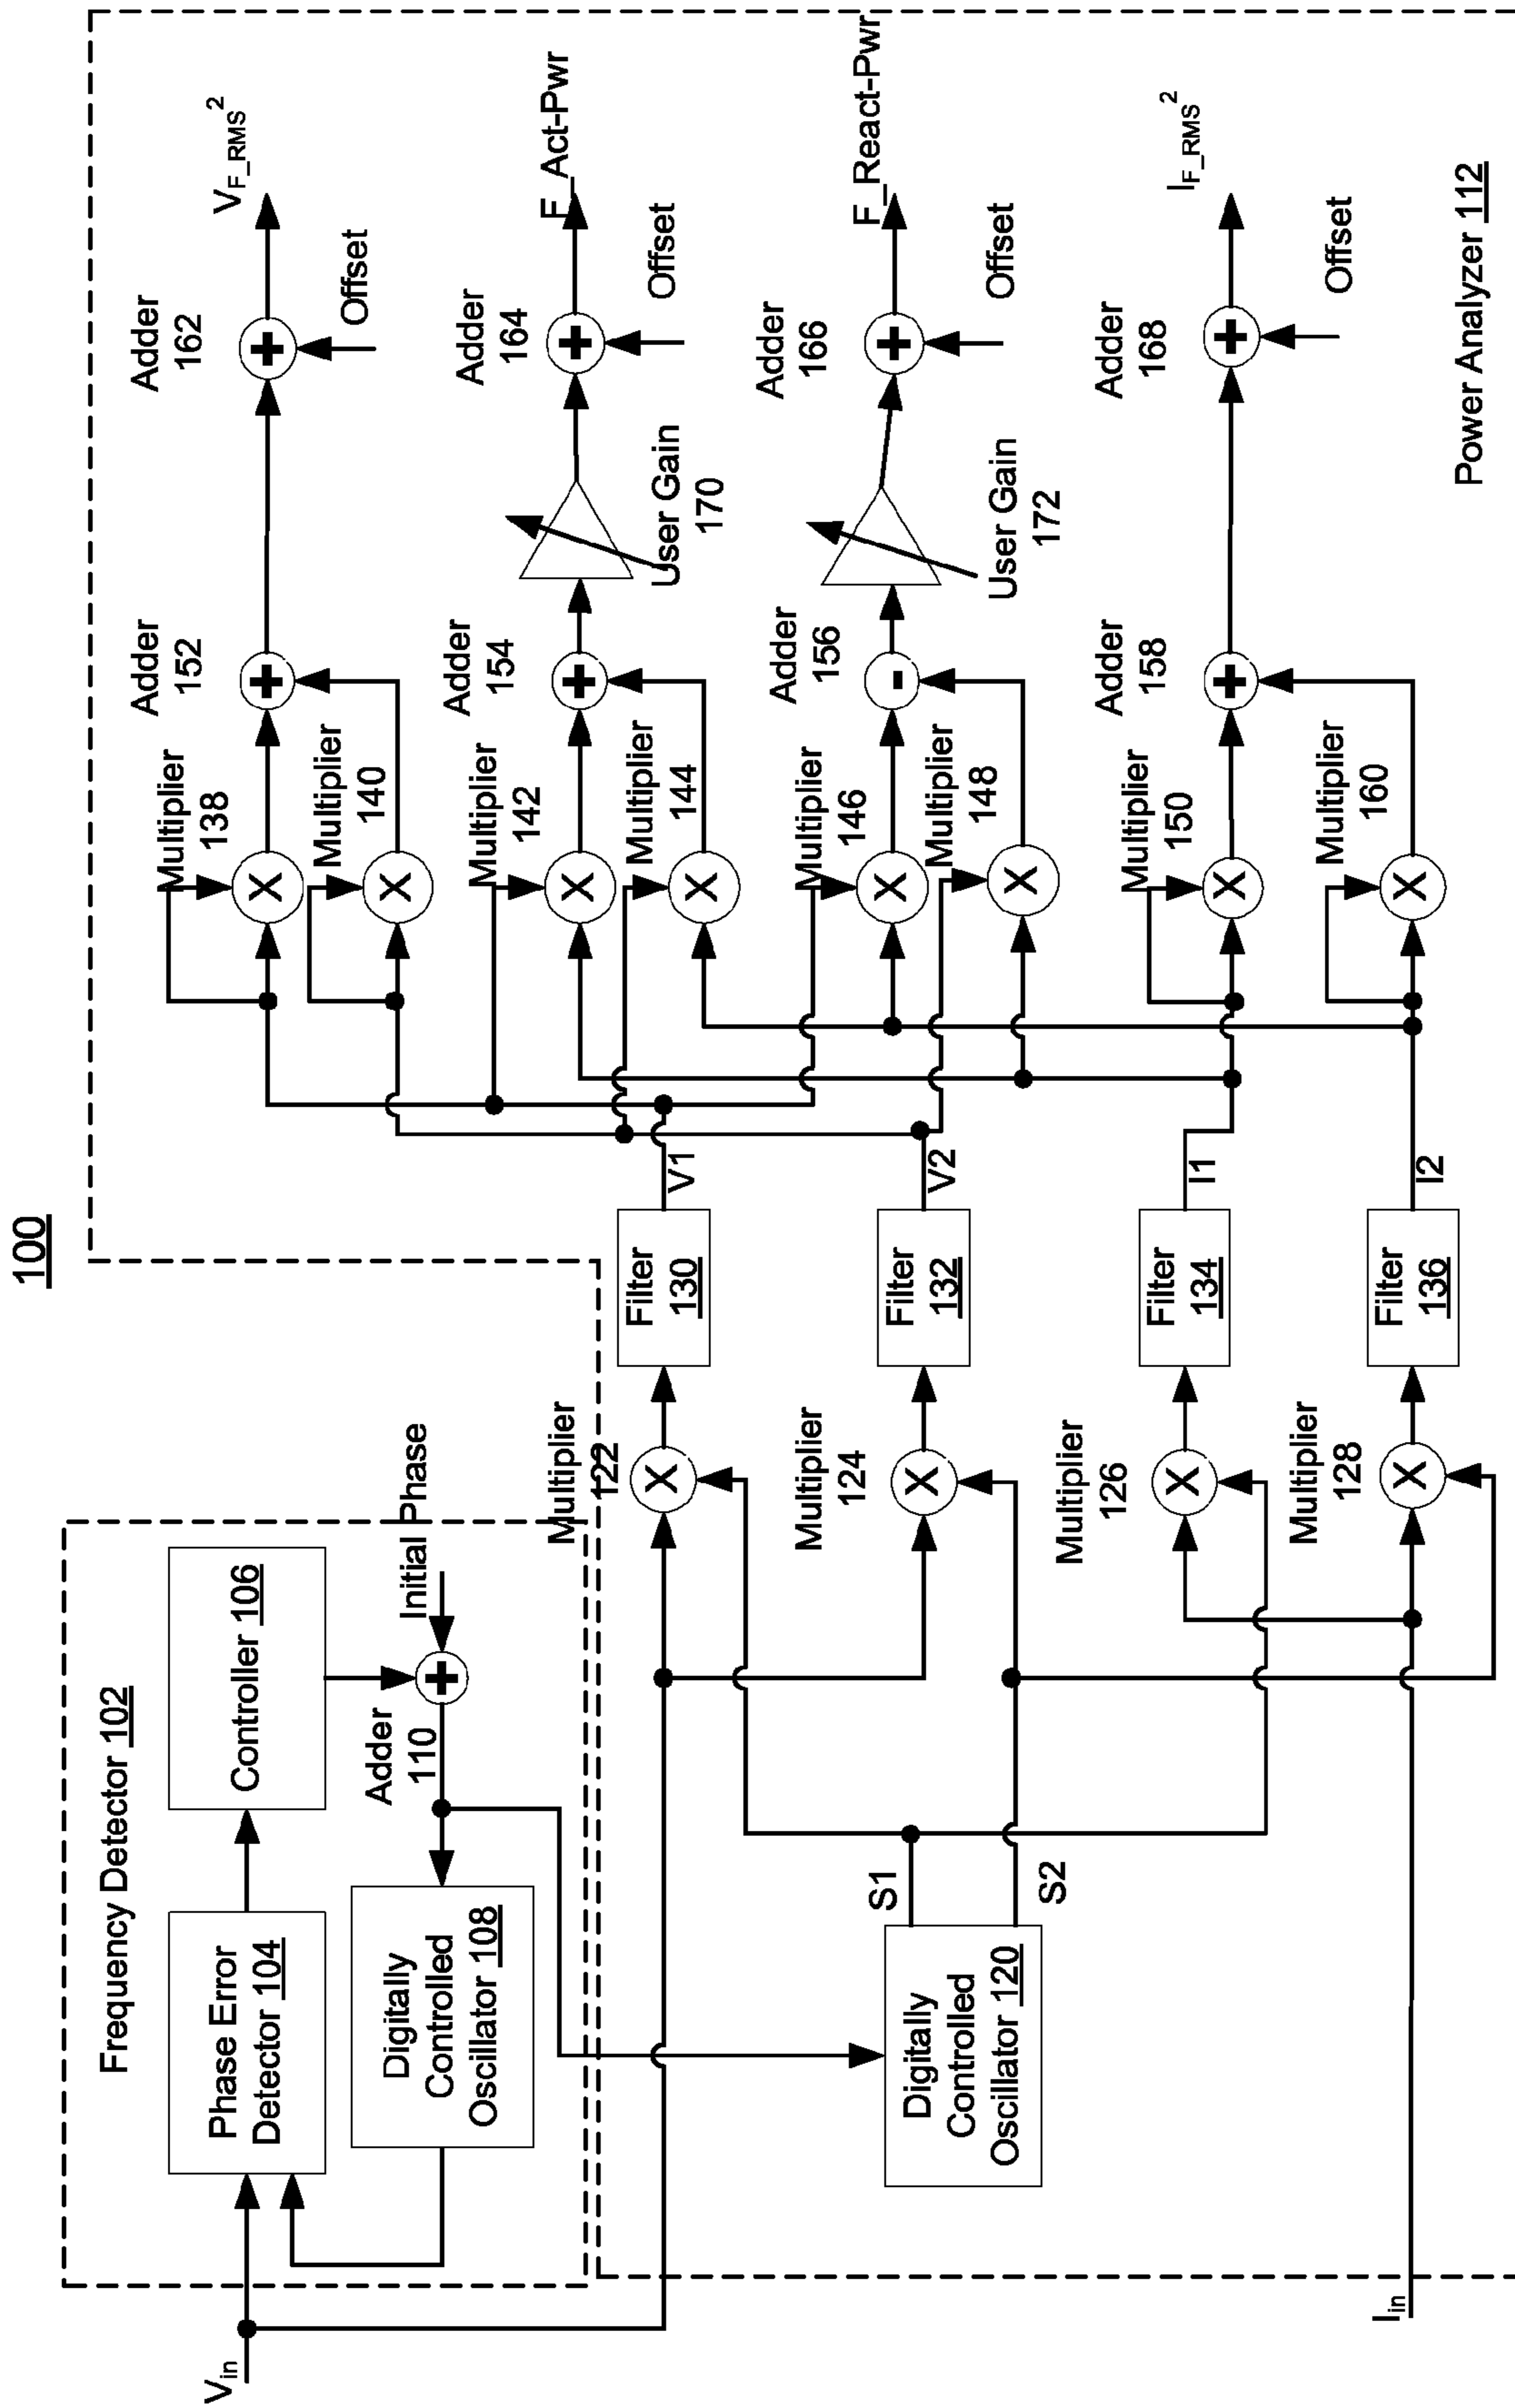 100
Frequency Detector 102
Phase Error
Detector 104
Controller 106
Digitally
Controlled
Oscillator 108
Adder
110
Initial Phase
V_in
I_in
Digitally
Controlled
Oscillator 120
S1
S2
Multiplier
122
Multiplier
124
Multiplier
126
Multiplier
128
Filter
130
Filter
132
Filter
134
Filter
136
V1
V2
I1
I2
Multiplier
138
Multiplier
140
Multiplier
142
Multiplier
144
Multiplier
146
Multiplier
148
Multiplier
150
Multiplier
160
Adder
152
Adder
154
Adder
156
Adder
158
User Gain
170
User Gain
172
Adder
162
Adder
164
Adder
166
Adder
168
Offset
Offset
Offset
Offset
V_F_RMS²
F_Act-Pwr
F_React-Pwr
I_F_RMS²
Power Analyzer 112